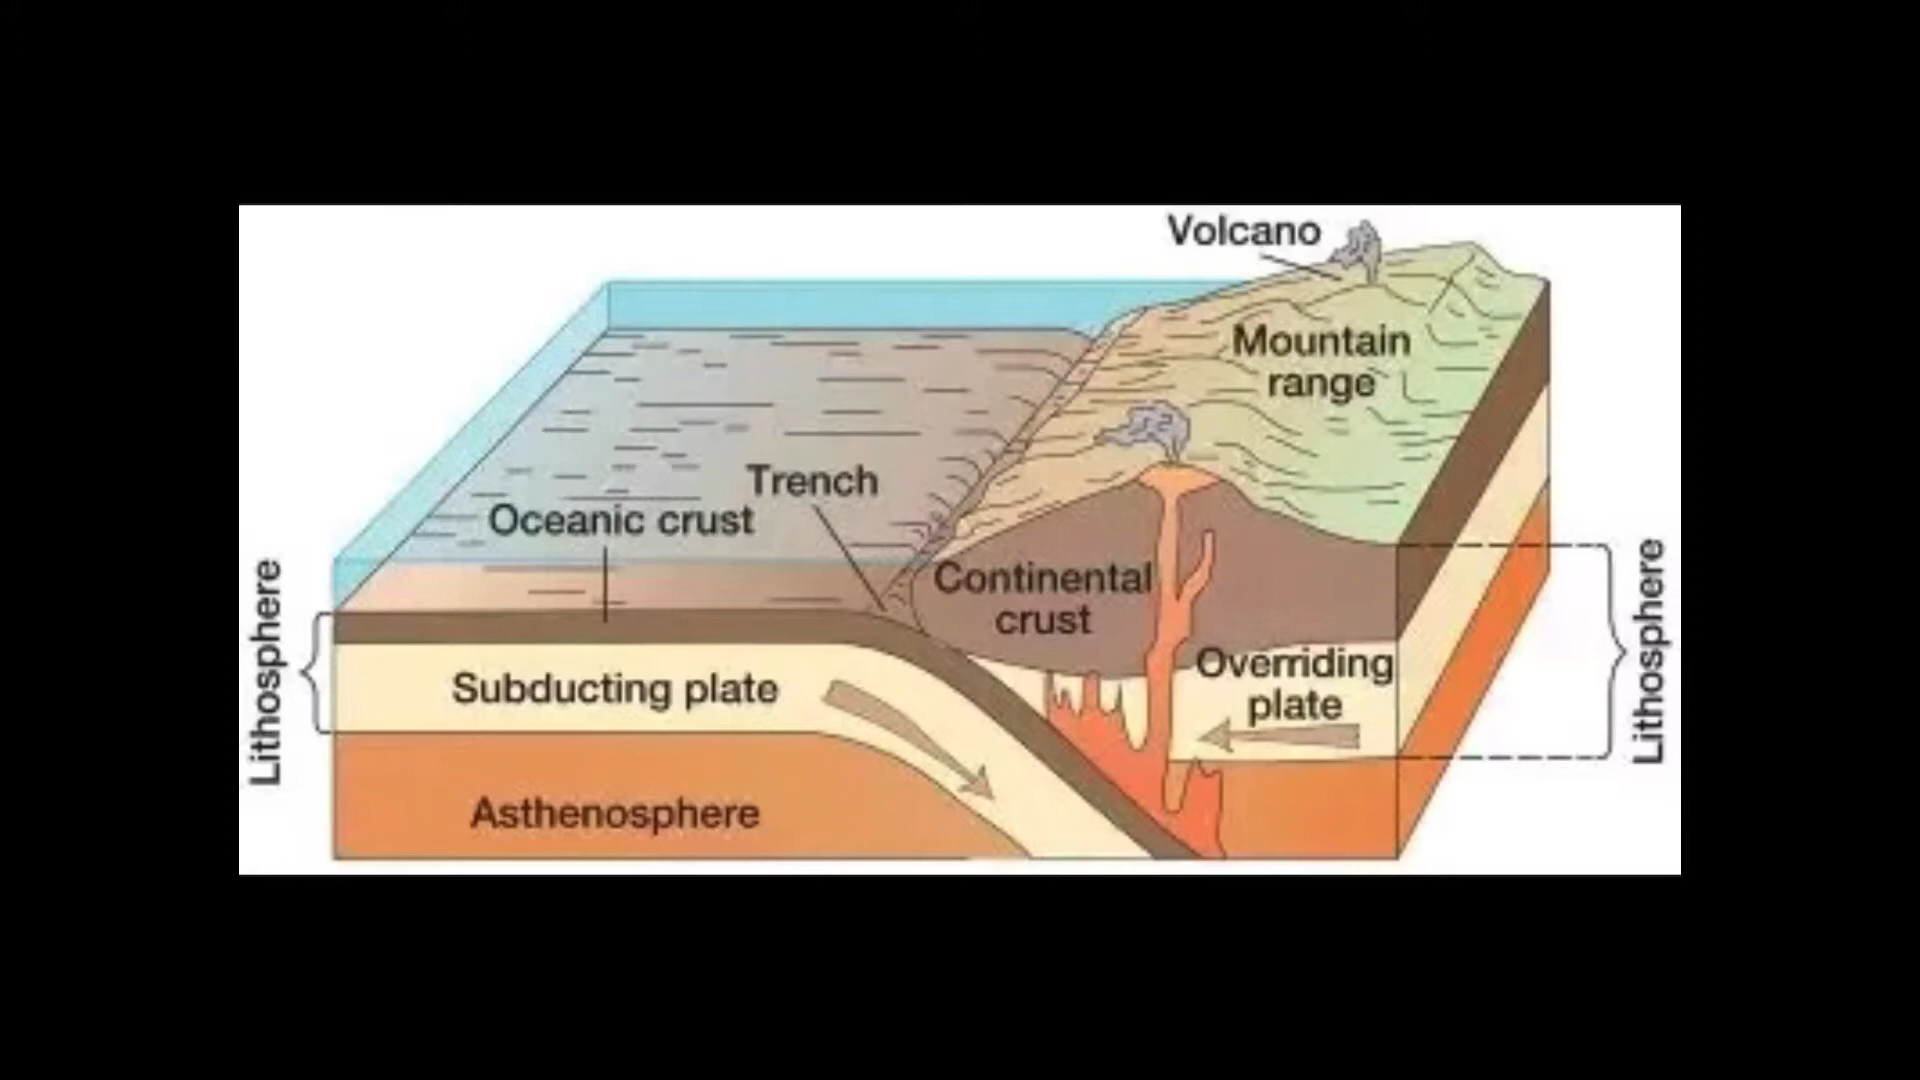 Volcano
Mountain
range
Trench
Oceanic crust
Continental
crust
Lithosphere
Lithosphere
Overriding
plate
Subducting plate
Asthenosphere